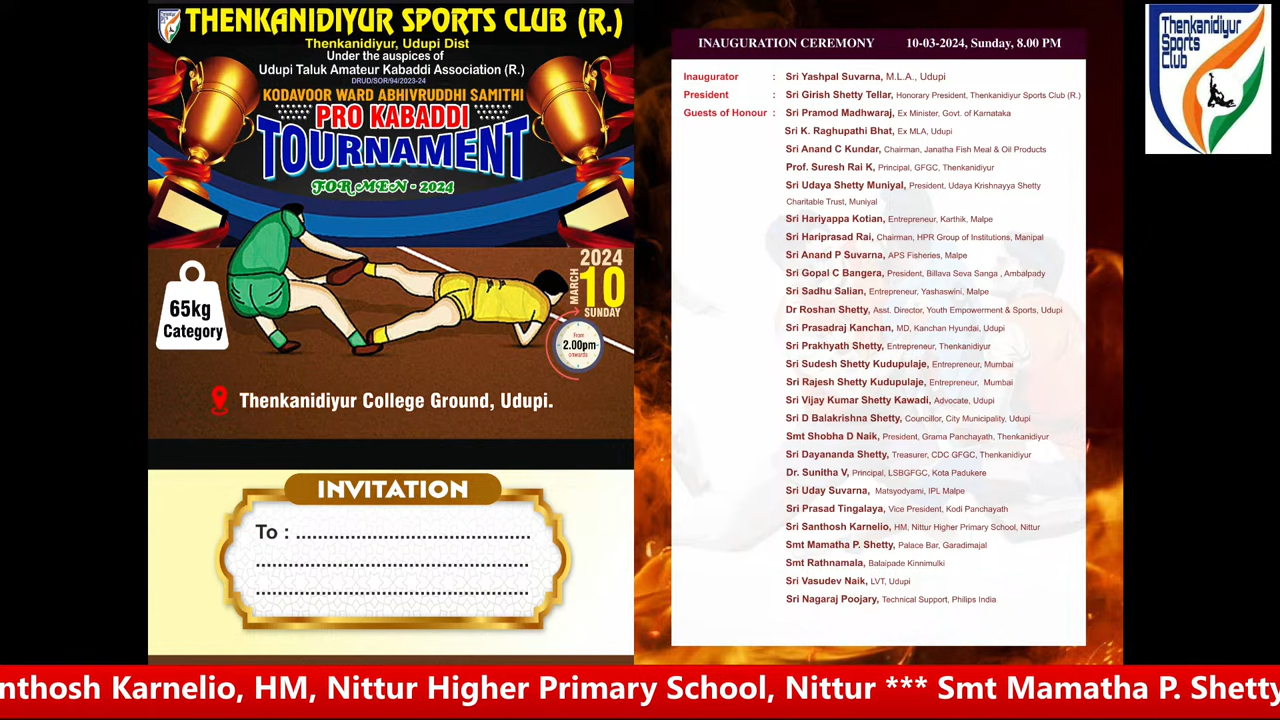 THENKANIDIYUR SPORTS CLUB (R.)
Thenkanidiyur, Udupi Dist
Under the auspices of
Udupi Taluk Amateur Kabaddi Association (R.)
DRUD/SOR/94/2023-24
KODAVOOR WARD ABHIVRUDDHI SAMITHI
PRO KABADDI
TOURNAMENT
FOR MEN - 2024
65kg
Category
2024
MARCH
10
SUNDAY
From
2.00pm
onwards
Thenkanidiyur College Ground, Udupi.
INVITATION
To : ........................................
........................................
........................................
INAUGURATION CEREMONY 10-03-2024, Sunday, 8.00 PM
Inaugurator : Sri Yashpal Suvarna, M.L.A., Udupi
President : Sri Girish Shetty Tellar, Honorary President, Thenkanidiyur Sports Club (R.)
Guests of Honour : Sri Pramod Madhwaraj, Ex Minister, Govt. of Karnataka
Sri K. Raghupathi Bhat, Ex MLA, Udupi
Sri Anand C Kundar, Chairman, Janatha Fish Meal & Oil Products
Prof. Suresh Rai K, Principal, GFGC, Thenkanidiyur
Sri Udaya Shetty Muniyal, President, Udaya Krishnayya Shetty
Charitable Trust, Muniyal
Sri Hariyappa Kotian, Entrepreneur, Karthik, Malpe
Sri Hariprasad Rai, Chairman, HPR Group of Institutions, Manipal
Sri Anand P Suvarna, APS Fisheries, Malpe
Sri Gopal C Bangera, President, Billava Seva Sanga , Ambalpady
Sri Sadhu Salian, Entrepreneur, Yashaswini, Malpe
Dr Roshan Shetty, Asst. Director, Youth Empowerment & Sports, Udupi
Sri Prasadraj Kanchan, MD, Kanchan Hyundai, Udupi
Sri Prakhyath Shetty, Entrepreneur, Thenkanidiyur
Sri Sudesh Shetty Kudupulaje, Entrepreneur, Mumbai
Sri Rajesh Shetty Kudupulaje, Entrepreneur, Mumbai
Sri Vijay Kumar Shetty Kawadi, Advocate, Udupi
Sri D Balakrishna Shetty, Councillor, City Municipality, Udupi
Smt Shobha D Naik, President, Grama Panchayath, Thenkanidiyur
Sri Dayananda Shetty, Treasurer, CDC GFGC, Thenkanidiyur
Dr. Sunitha V, Principal, LSBGFGC, Kota Padukere
Sri Uday Suvarna, Matsyodyami, IPL Malpe
Sri Prasad Tingalaya, Vice President, Kodi Panchayath
Sri Santhosh Karnelio, HM, Nittur Higher Primary School, Nittur
Smt Mamatha P. Shetty, Palace Bar, Garadimajal
Smt Rathnamala, Balaipade Kinnimulki
Sri Vasudev Naik, LVT, Udupi
Sri Nagaraj Poojary, Technical Support, Philips India
Thenkanidiyur
Sports
Club
nthosh Karnelio, HM, Nittur Higher Primary School, Nittur *** Smt Mamatha P. Shetty